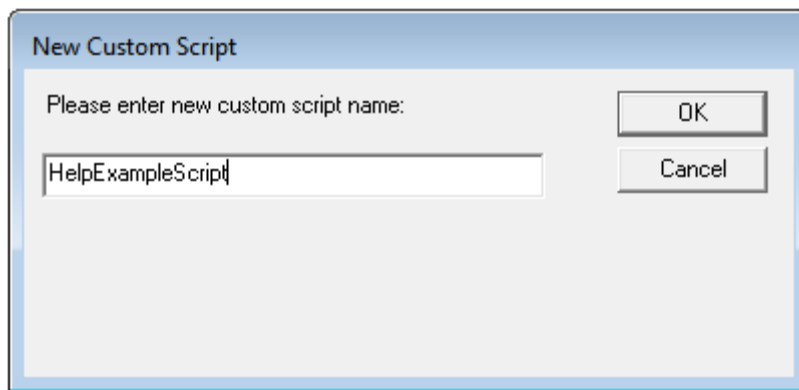 New Custom Script
Please enter new custom script name:
OK
HelpExampleScript
Cancel